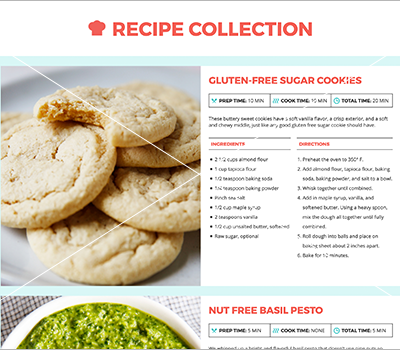 RECIPE COLLECTION
GLUTEN-FREE SUGAR COOKIES
PREP TIME: 10 MIN
COOK TIME: 10 MIN
TOTAL TIME: 20 MIN
These buttery sweet cookies have a soft vanilla flavor, a crisp exterior, and a soft
and chewy middle, just like any good gluten free sugar cookie should have.
INGREDIENTS
2 1/2 cups almond flour
1 cup tapioca flour
1/2 teaspoon baking soda
1/4 teaspoon baking powder
Pinch sea salt
1/2 cup maple syrup
2 teaspoons vanilla
1/2 cup unsalted butter, softened
Raw sugar, optional
DIRECTIONS
1. Preheat the oven to 350° F.
2. Add almond flour, tapioca flour, baking
soda, baking powder, and salt to a bowl.
3. Whisk together until combined.
4. Add in maple syrup, vanilla, and
softened butter. Using a heavy spoon,
mix the dough all together until fully
combined.
5. Roll dough into balls and place on
baking sheet about 2 inches apart.
6. Bake for 10 minutes.
NUT FREE BASIL PESTO
PREP TIME: 5 MIN
COOK TIME: NONE
TOTAL TIME: 5 MIN